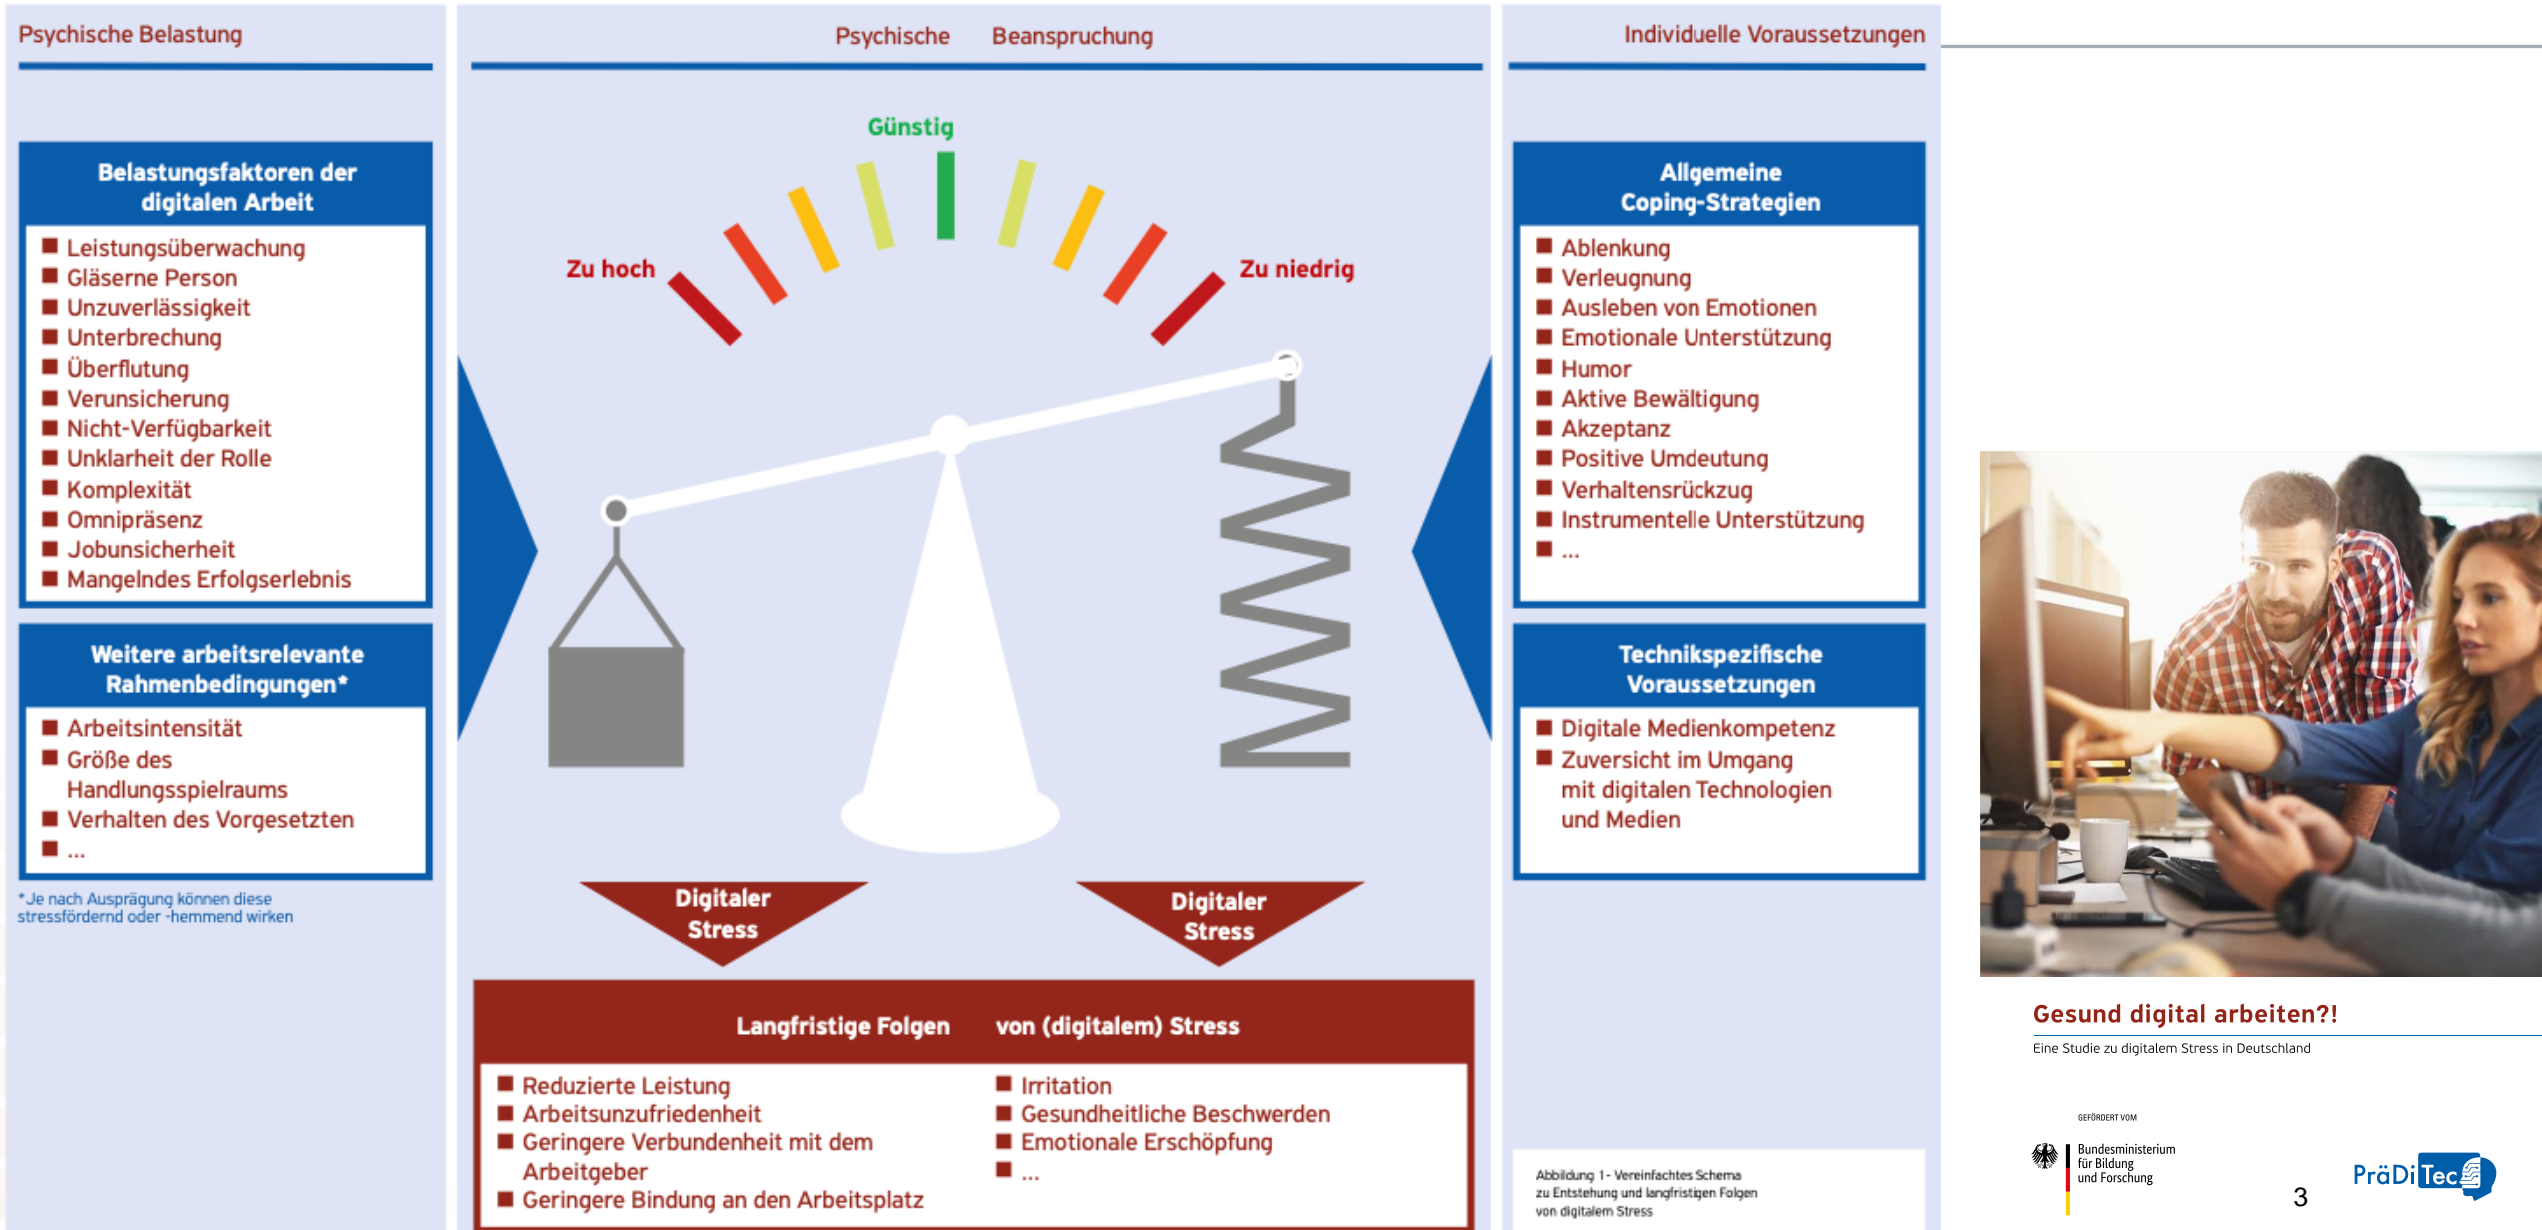 Psychische Belastung
Belastungsfaktoren der
digitalen Arbeit
Leistungsüberwachung
Gläserne Person
Unzuverlässigkeit
Unterbrechung
Überflutung
Verunsicherung
Nicht-Verfügbarkeit
Unklarheit der Rolle
Komplexität
Omnipräsenz
Jobunsicherheit
Mangelndes Erfolgserlebnis
Weitere arbeitsrelevante
Rahmenbedingungen*
Arbeitsintensität
Größe des
Handlungsspielraums
Verhalten des Vorgesetzten
...
*Je nach Ausprägung können diese
stressfördernd oder -hemmend wirken
Psychische Beanspruchung
Günstig
Zu hoch
Zu niedrig
Digitaler
Stress
Digitaler
Stress
Langfristige Folgen von (digitalem) Stress
Reduzierte Leistung
Arbeitsunzufriedenheit
Geringere Verbundenheit mit dem
Arbeitgeber
Geringere Bindung an den Arbeitsplatz
Irritation
Gesundheitliche Beschwerden
Emotionale Erschöpfung
...
Individuelle Voraussetzungen
Allgemeine
Coping-Strategien
Ablenkung
Verleugnung
Ausleben von Emotionen
Emotionale Unterstützung
Humor
Aktive Bewältigung
Akzeptanz
Positive Umdeutung
Verhaltensrückzug
Instrumentelle Unterstützung
...
Technikspezifische
Voraussetzungen
Digitale Medienkompetenz
Zuversicht im Umgang
mit digitalen Technologien
und Medien
Abbildung 1- Vereinfachtes Schema
zu Entstehung und langfristigen Folgen
von digitalem Stress
Gesund digital arbeiten?!
Eine Studie zu digitalem Stress in Deutschland
GEFÖRDERT VOM
Bundesministerium
für Bildung
und Forschung
3
PräDiTec